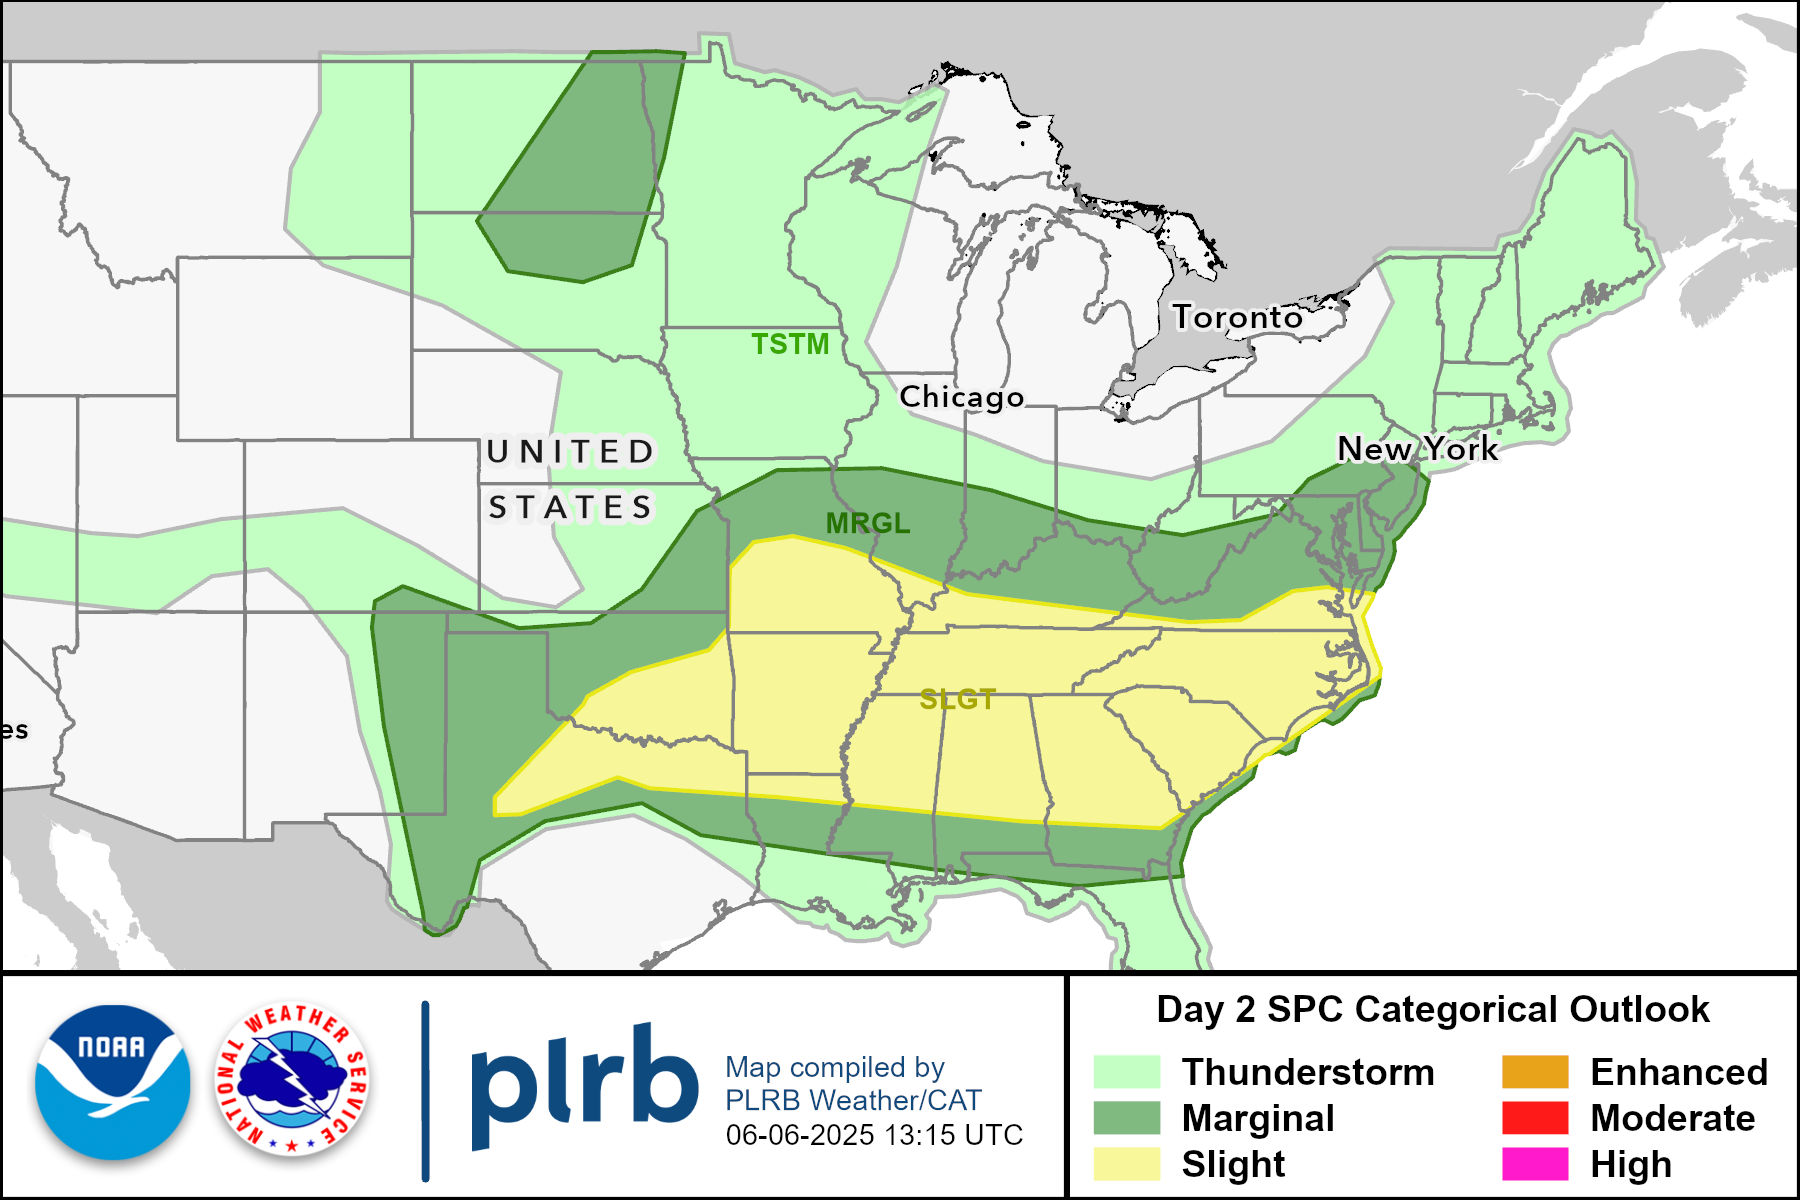 Toronto
TSTM
Chicago
New York
UNITED
STATES
MRGL
SLGT
es
NOAA
NATIONAL WEATHER SERVICE
plrb
Map compiled by
PLRB Weather/CAT
06-06-2025 13:15 UTC
Day 2 SPC Categorical Outlook
Thunderstorm
Marginal
Slight
Enhanced
Moderate
High